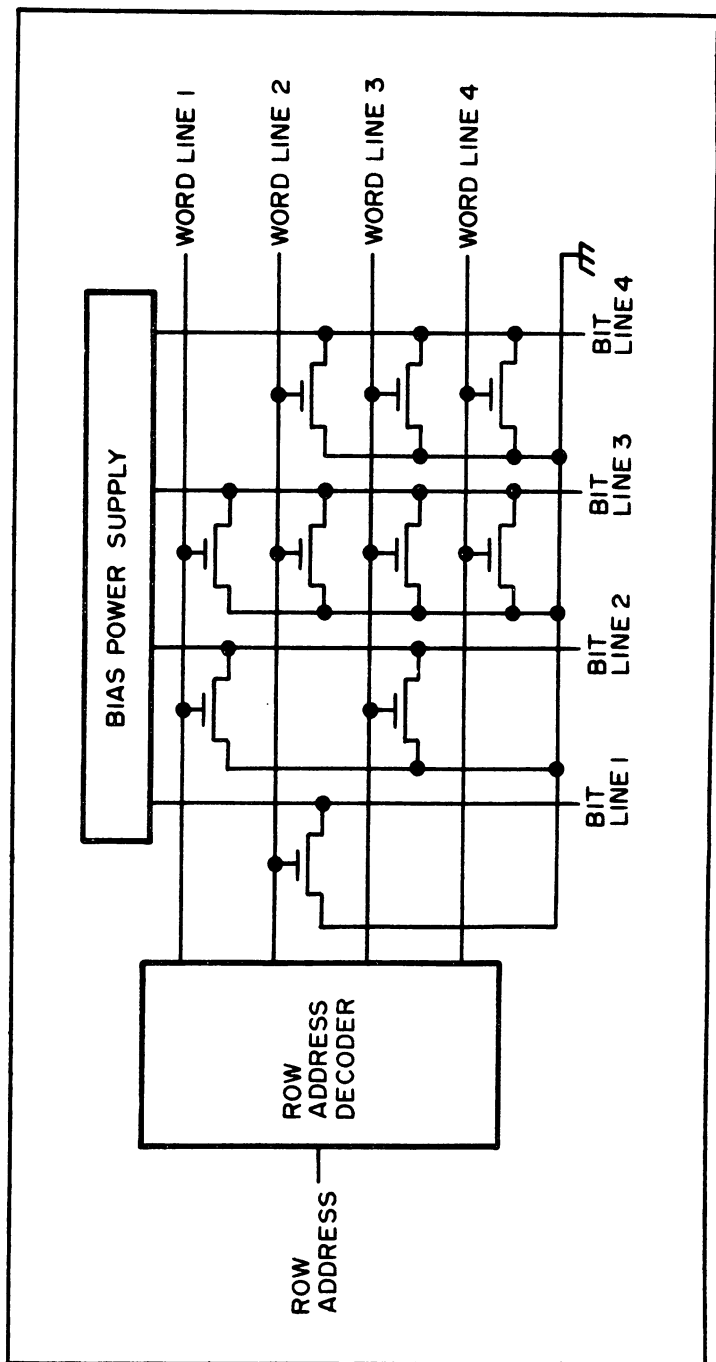 BIAS POWER SUPPLY
WORD LINE 1
WORD LINE 2
WORD LINE 3
WORD LINE 4
ROW
ADDRESS
ROW
ADDRESS
DECODER
BIT
LINE 1
BIT
LINE 2
BIT
LINE 3
BIT
LINE 4